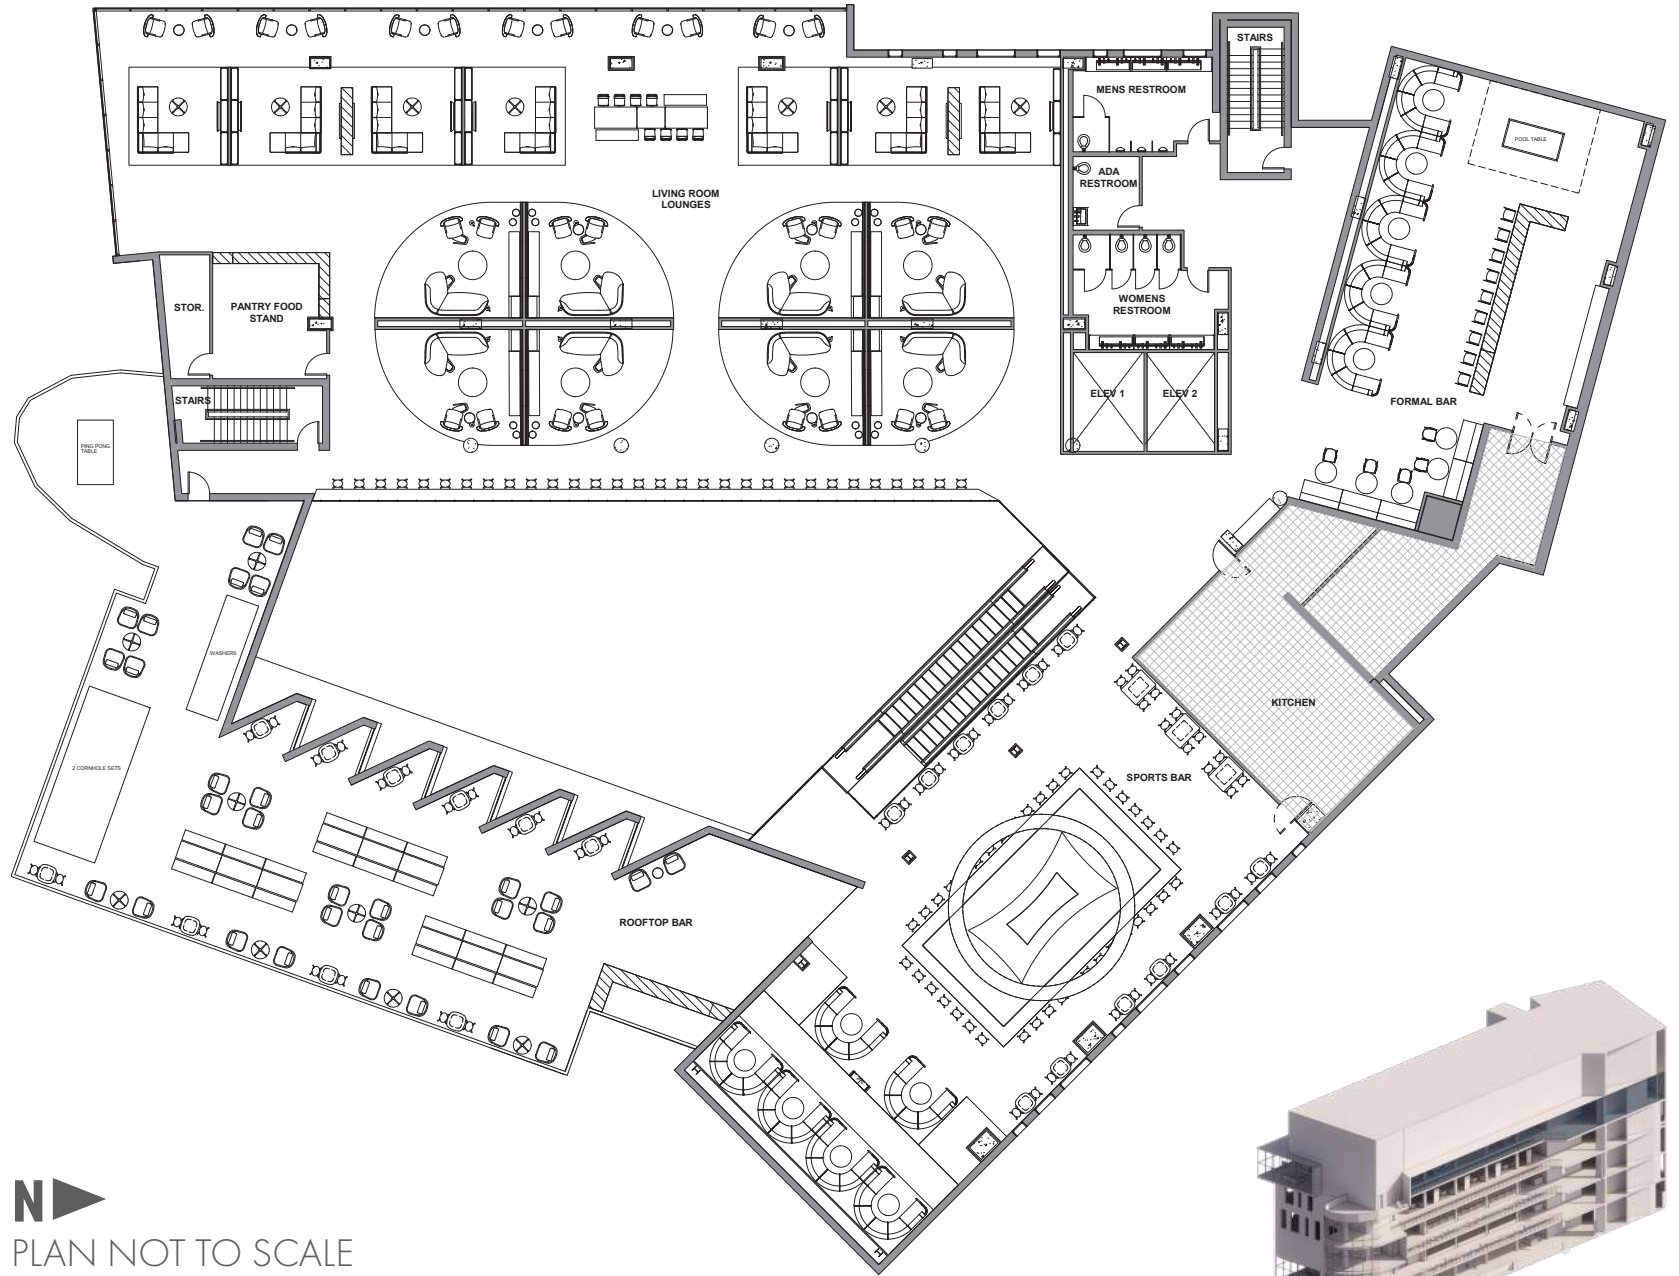 STAIRS
MENS RESTROOM
POOL TABLE
ADA
RESTROOM
LIVING ROOM
LOUNGES
STOR.
PANTRY FOOD
STAND
WOMENS
RESTROOM
STAIRS
ELEV 1
ELEV 2
FORMAL BAR
PING PONG
TABLE
WASHERS
KITCHEN
2 CORNHOLE SETS
SPORTS BAR
ROOFTOP BAR
N
PLAN NOT TO SCALE